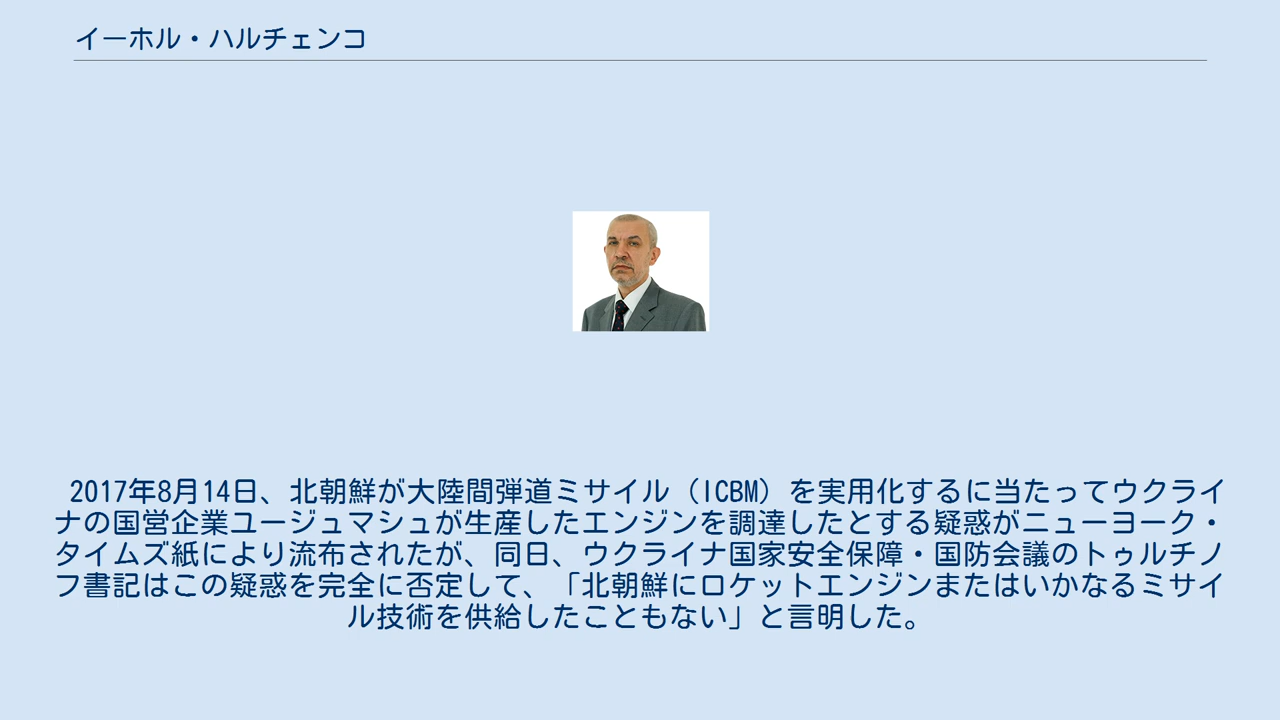 イーホル・ハルチェンコ
2017年8月14日、北朝鮮が大陸間弾道ミサイル（ICBM）を実用化するに当たってウクライ
ナの国営企業ユージュマシュが生産したエンジンを調達したとする疑惑がニューヨーク・
タイムズ紙により流布されたが、同日、ウクライナ国家安全保障・国防会議のトゥルチノ
フ書記はこの疑惑を完全に否定して、「北朝鮮にロケットエンジンまたはいかなるミサイ
ル技術を供給したこともない」と言明した。